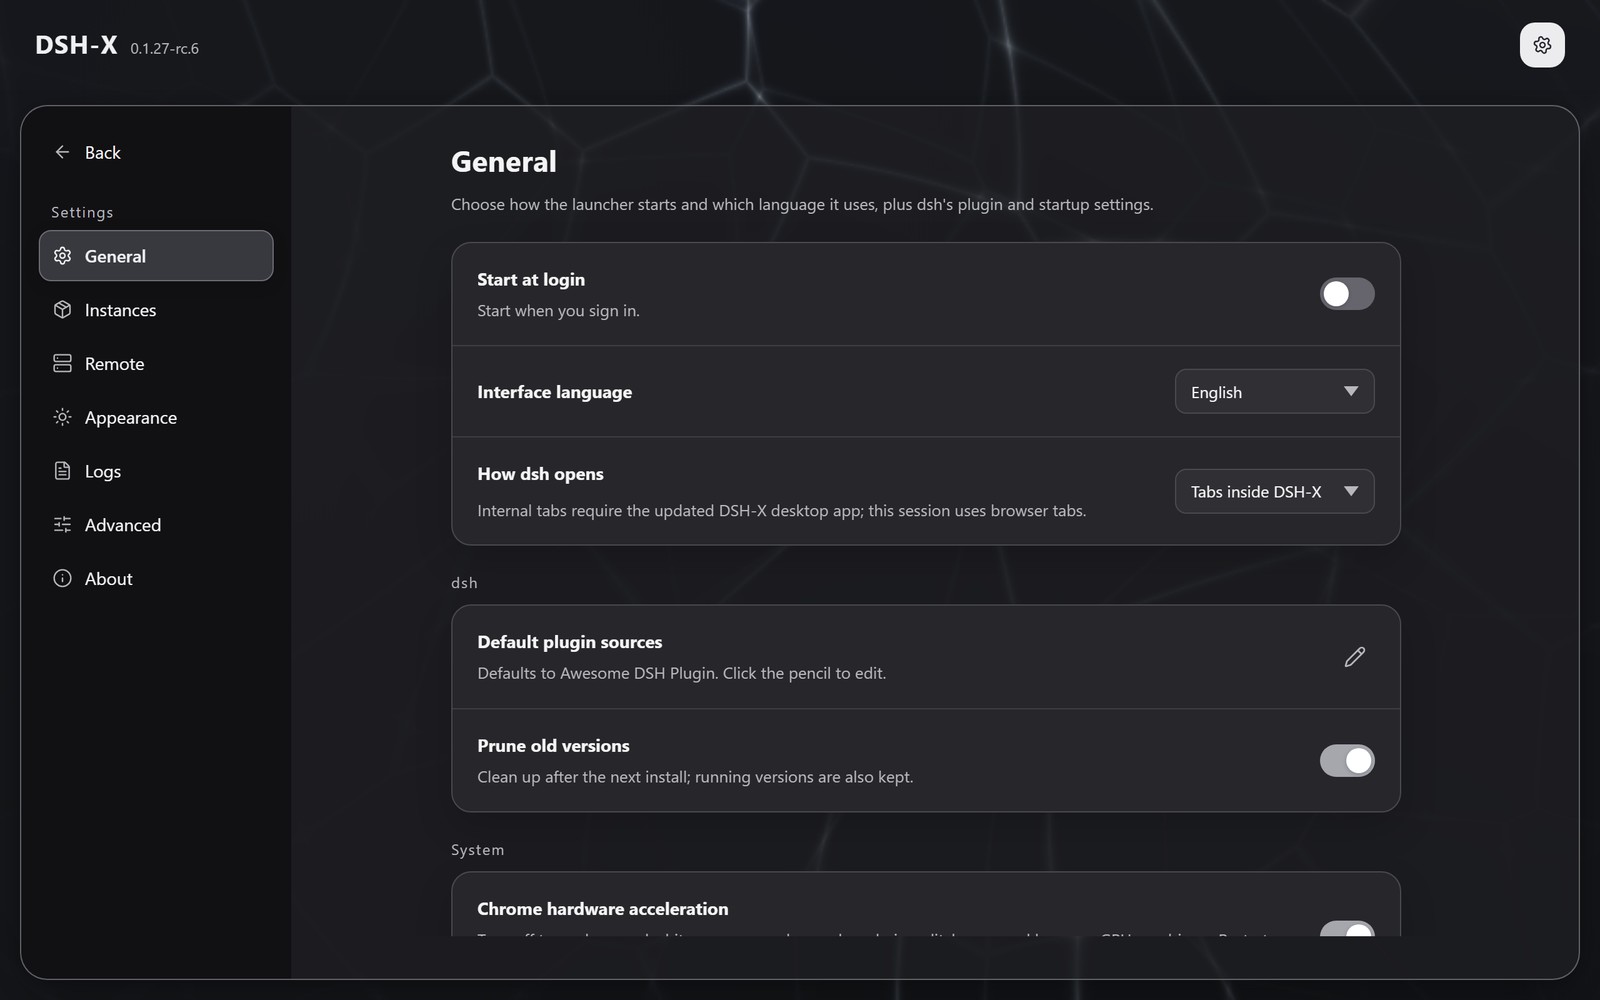 DSH-X 0.1.27-rc.6
Back
Settings
General
Instances
Remote
Appearance
Logs
Advanced
About
General
Choose how the launcher starts and which language it uses, plus dsh's plugin and startup settings.
Start at login
Start when you sign in.
Interface language
English
How dsh opens
Internal tabs require the updated DSH-X desktop app; this session uses browser tabs.
Tabs inside DSH-X
dsh
Default plugin sources
Defaults to Awesome DSH Plugin. Click the pencil to edit.
Prune old versions
Clean up after the next install; running versions are also kept.
System
Chrome hardware acceleration